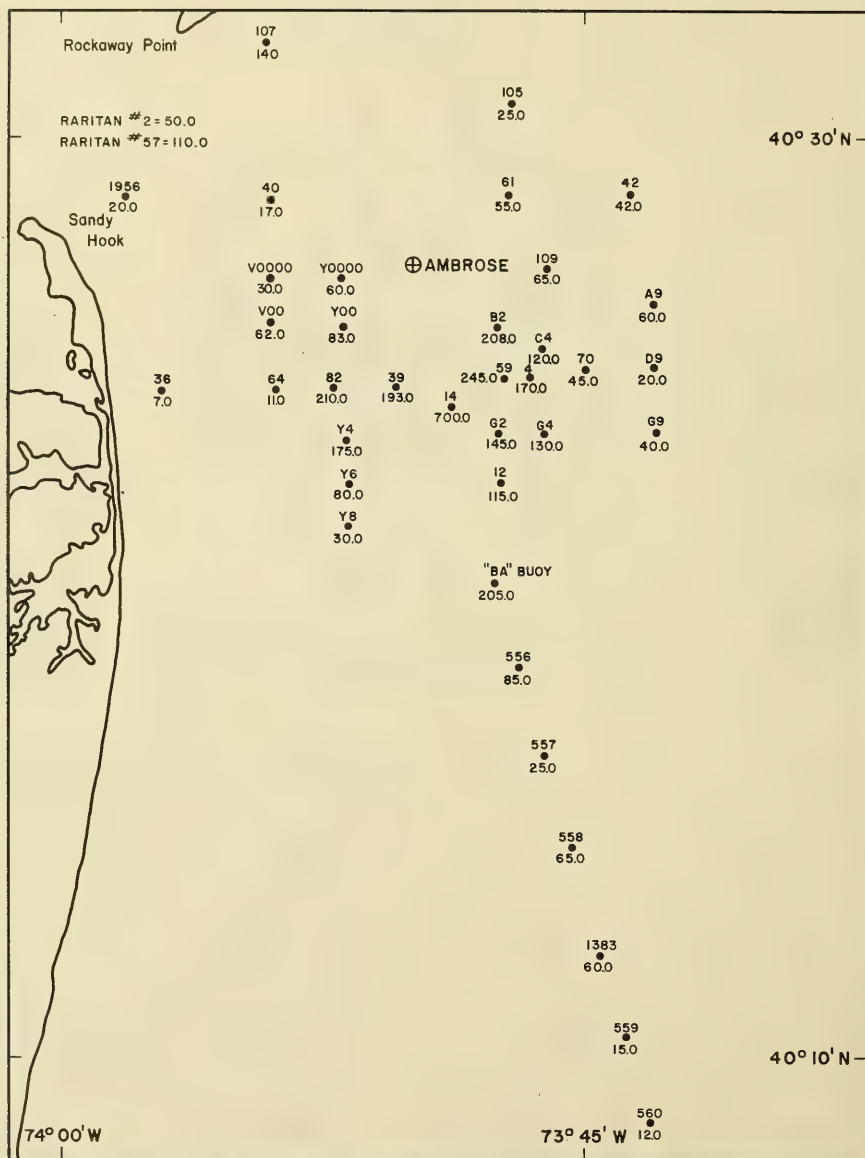 107
Rockaway Point
140
105
25.0
RARITAN #2=50.0
40° 30' N
RARITAN #57=110.0
1956
20.0
40
17.0
61
55.0
42
42.0
Sandy
Hook
AMBROSE
109
65.0
V0000
30.0
Y0000
60.0
A9
60.0
V00
62.0
Y00
83.0
B2
208.0
C4
120.0
36
7.0
64
11.0
82
210.0
39
193.0
59
245.0
4
170.0
70
45.0
D9
20.0
14
700.0
Y4
175.0
G2
145.0
G4
130.0
G9
40.0
Y6
80.0
12
115.0
Y8
30.0
"BA" BUOY
205.0
556
85.0
557
25.0
558
65.0
1383
60.0
559
15.0
40° 10' N
560
12.0
74° 00' W
73° 45' W